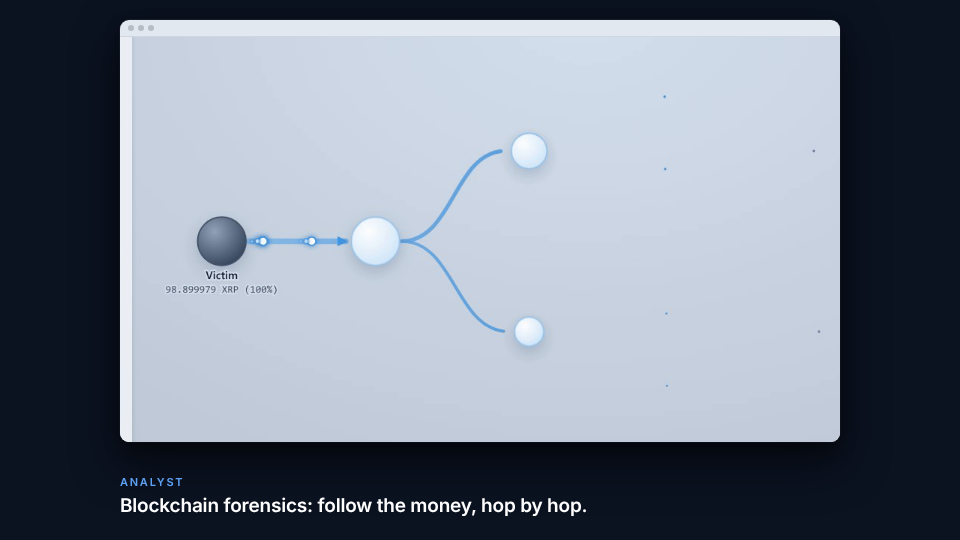 Victim
98.899979 XRP (100%)
ANALYST
Blockchain forensics: follow the money, hop by hop.